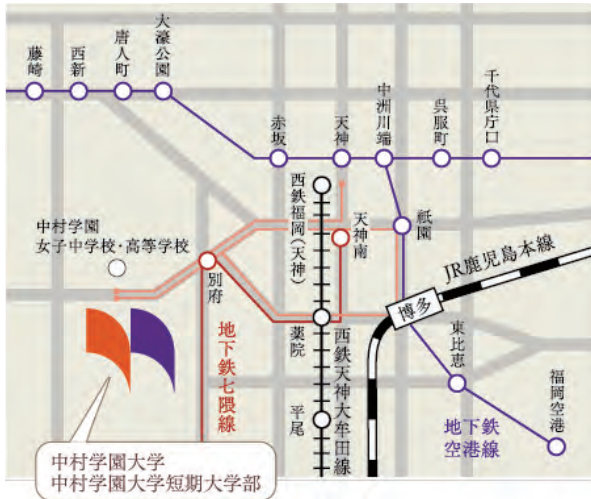 藤崎
西新
唐人町
大濠公園
赤坂
天神
中洲川端
呉服町
千代県庁口
西鉄福岡(天神)
天神南
祇園
中村学園
女子中学校・高等学校
別府
JR鹿児島本線
博多
地下鉄七隈線
薬院
西鉄天神大牟田線
東比恵
平尾
地下鉄
空港線
福岡空港
中村学園大学
中村学園大学短期大学部